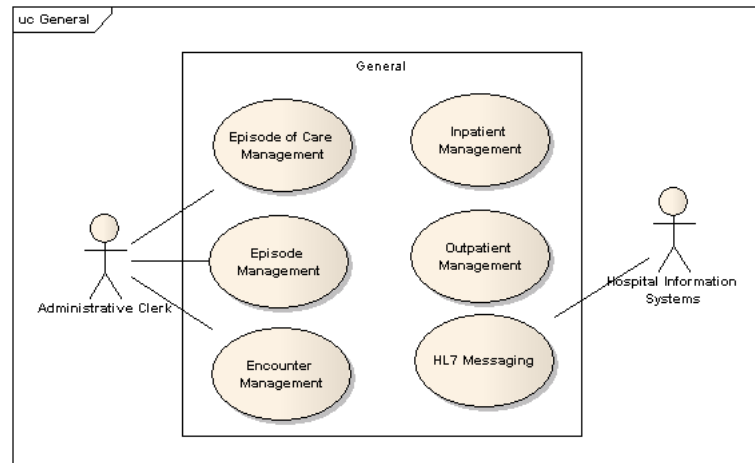 uc General
General
Episode of Care
Management
Inpatient
Management
Episode
Management
Outpatient
Management
Administrative Clerk
Hospital Information
Systems
Encounter
Management
HL7 Messaging